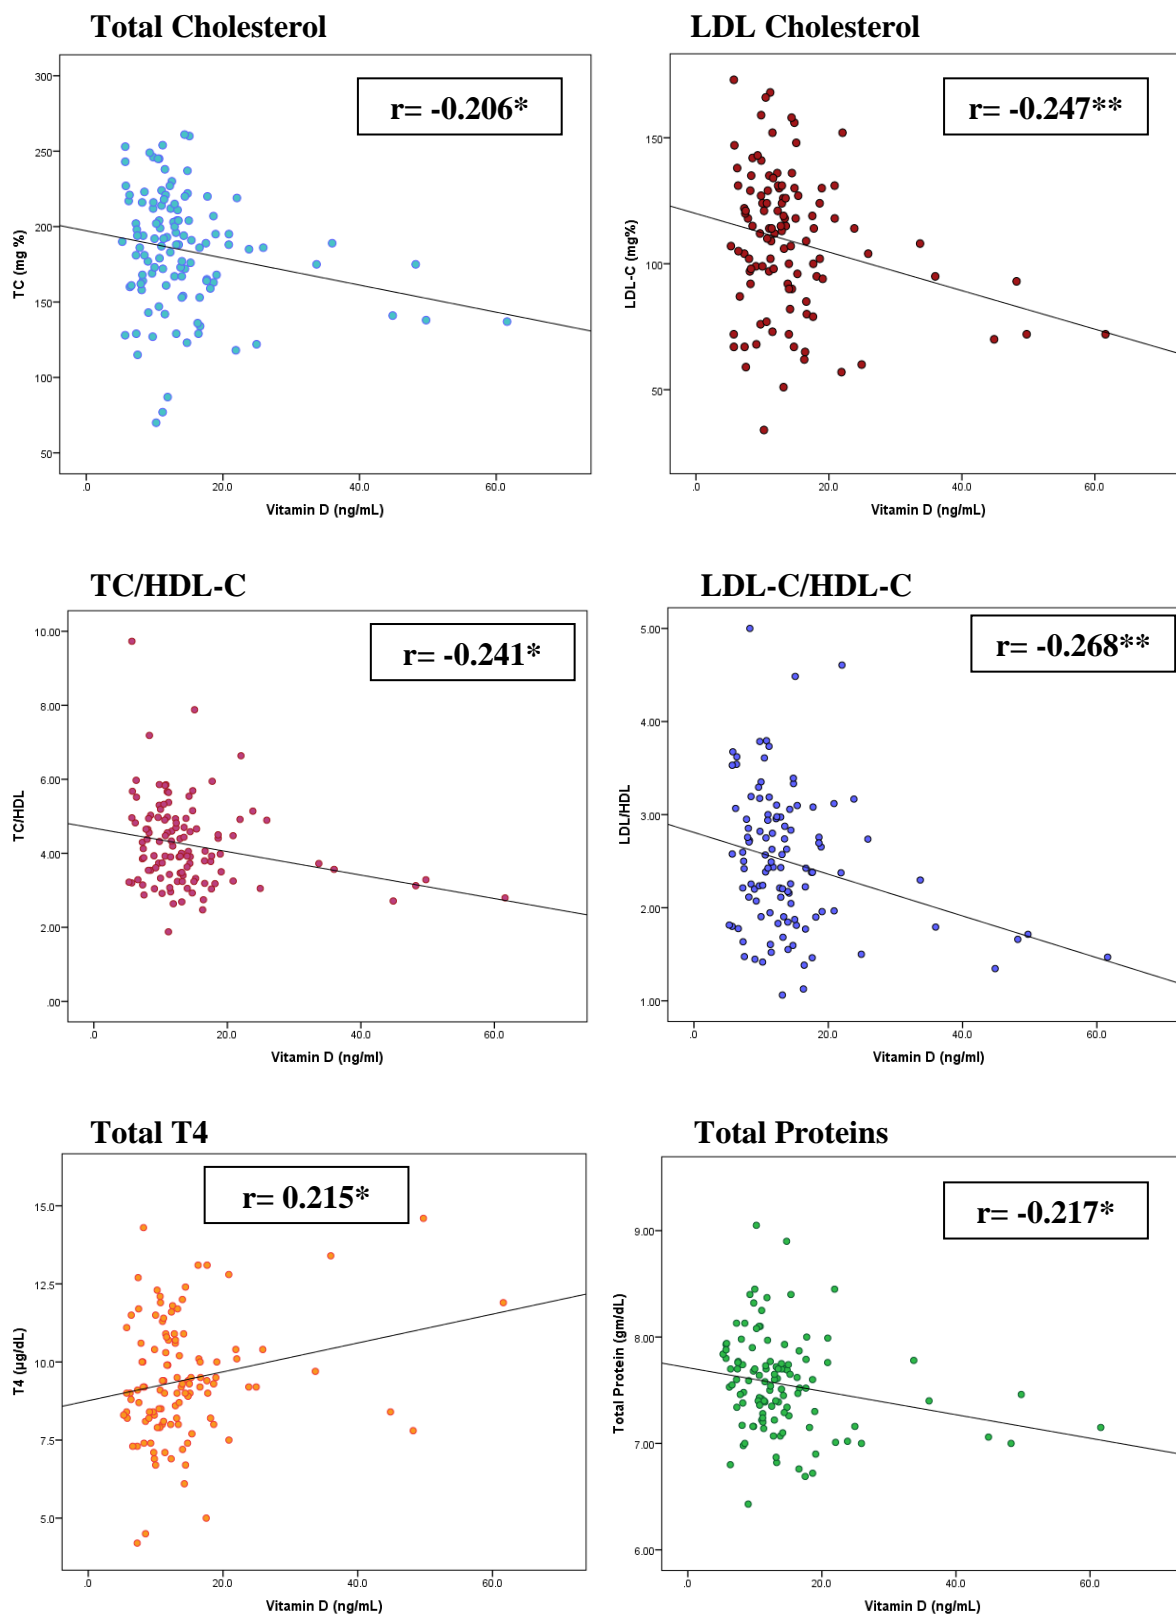 Total Cholesterol
r= -0.206*
TC (mg %)
300
250
200
150
100
50
.0 20.0 40.0 60.0
Vitamin D (ng/mL)
LDL Cholesterol
r= -0.247**
LDL-C (mg%)
150
100
50
.0 20.0 40.0 60.0
Vitamin D (ng/mL)
TC/HDL-C
r= -0.241*
TC/HDL
10.00
8.00
6.00
4.00
2.00
.00
.0 20.0 40.0 60.0
Vitamin D (ng/ml)
LDL-C/HDL-C
r= -0.268**
LDL/HDL
5.00
4.00
3.00
2.00
1.00
.0 20.0 40.0 60.0
Vitamin D (ng/mL)
Total T4
r= 0.215*
T4 (µg/dL)
15.0
12.5
10.0
7.5
5.0
.0 20.0 40.0 60.0
Vitamin D (ng/mL)
Total Proteins
r= -0.217*
Total Protein (gm/dL)
9.00
8.00
7.00
6.00
.0 20.0 40.0 60.0
Vitamin D (ng/mL)